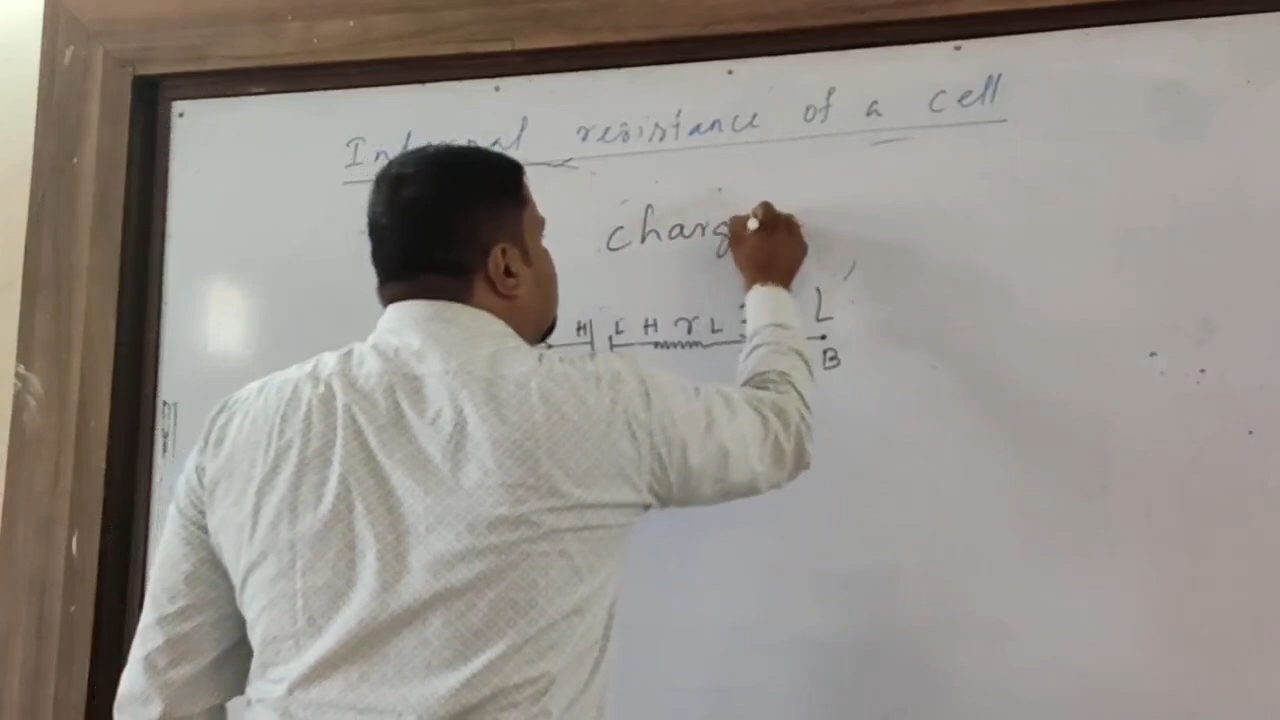 Internal resistance of a cell
charg
H L H r L L
B